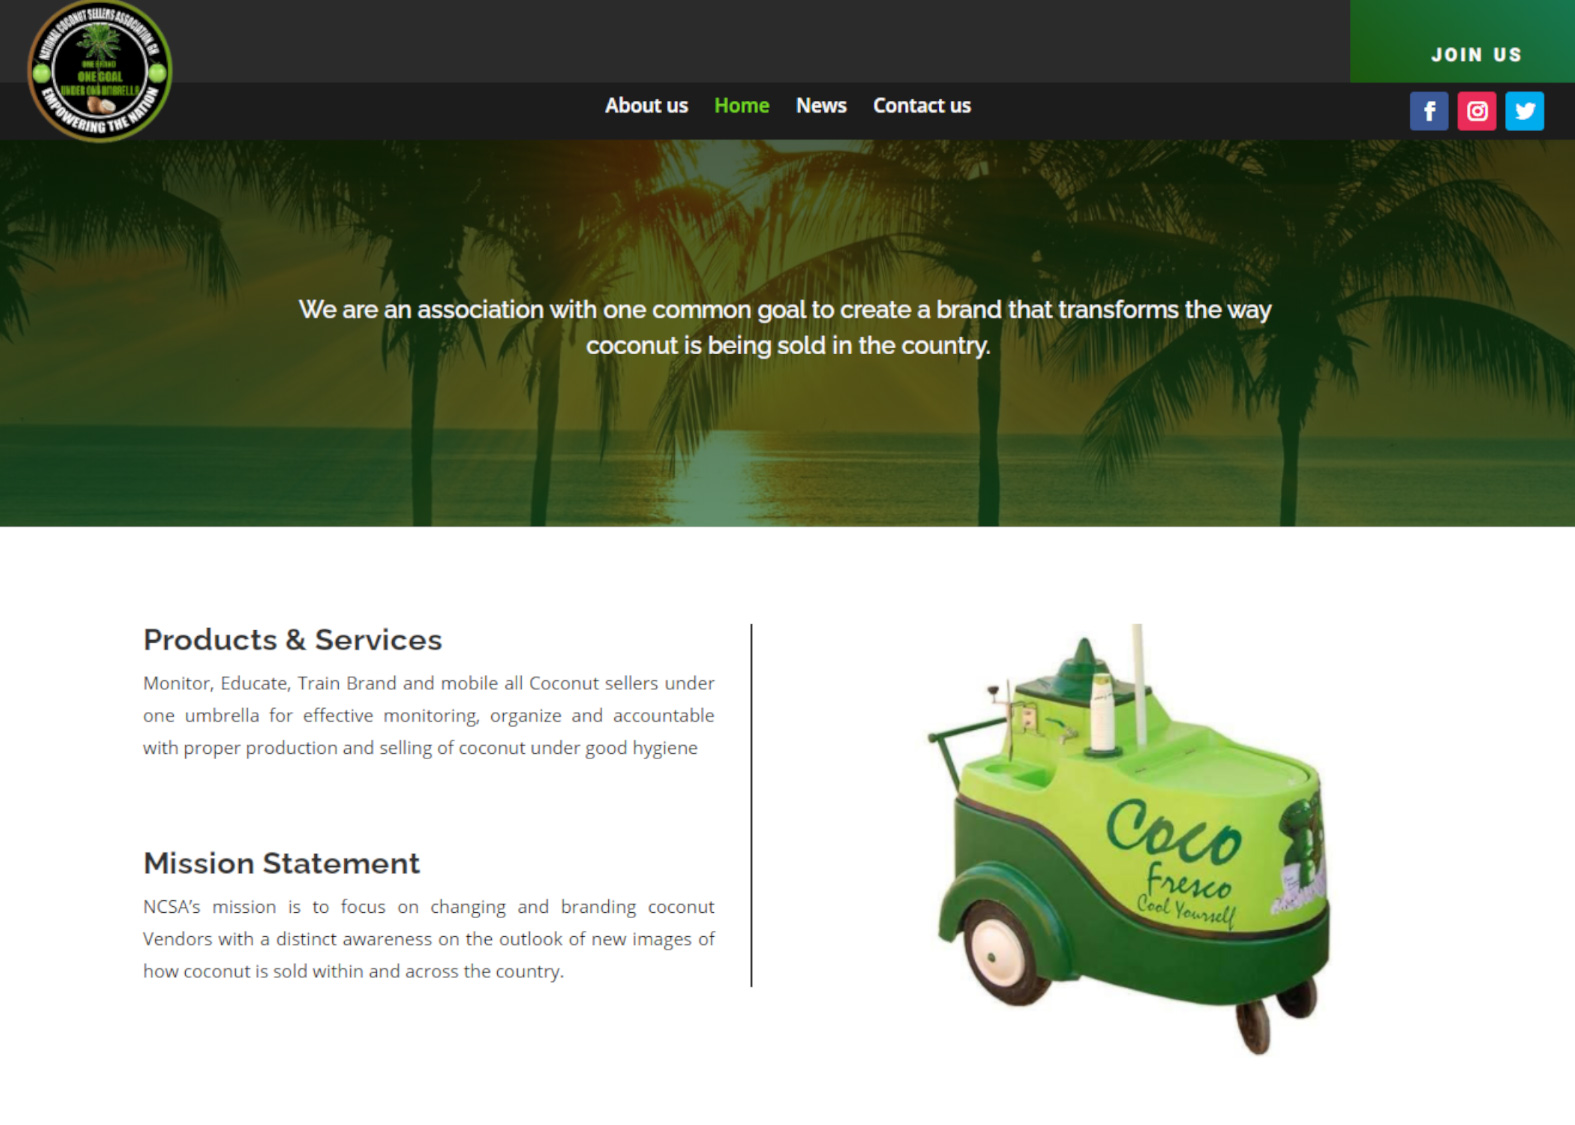 NATIONAL COCONUT SELLERS ASSOCIATION.GH
ONE BRAND
ONE GOAL
UNDER ONE UMBRELLA
EMPOWERING THE NATION
JOIN US
About us Home News Contact us
We are an association with one common goal to create a brand that transforms the way
coconut is being sold in the country.
Products & Services
Monitor, Educate, Train Brand and mobile all Coconut sellers under
one umbrella for effective monitoring, organize and accountable
with proper production and selling of coconut under good hygiene
Mission Statement
NCSA’s mission is to focus on changing and branding coconut
Vendors with a distinct awareness on the outlook of new images of
how coconut is sold within and across the country.
Coco
Fresco
Cool Yourself